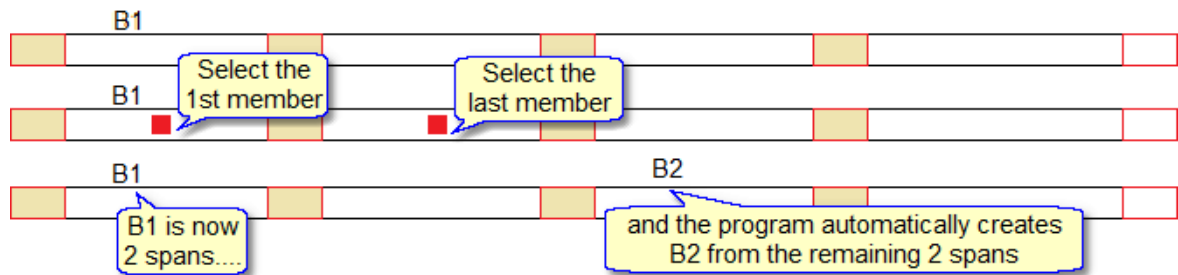 B1
Select the
1st member
Select the
last member
B1
B1
B2
B1 is now
2 spans....
and the program automatically creates
B2 from the remaining 2 spans